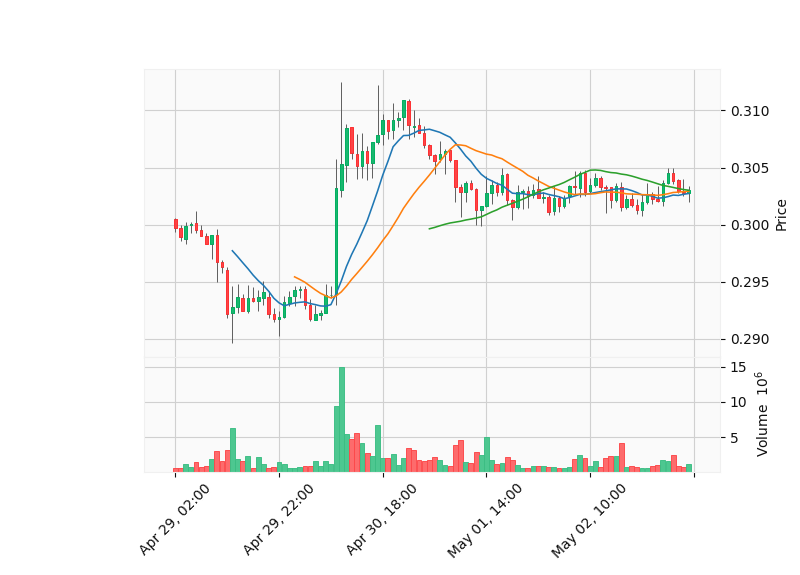 0.310
0.305
0.300
0.295
0.290
Price
15
10
5
Volume 10^6
Apr 29, 02:00
Apr 29, 22:00
Apr 30, 18:00
May 01, 14:00
May 02, 10:00